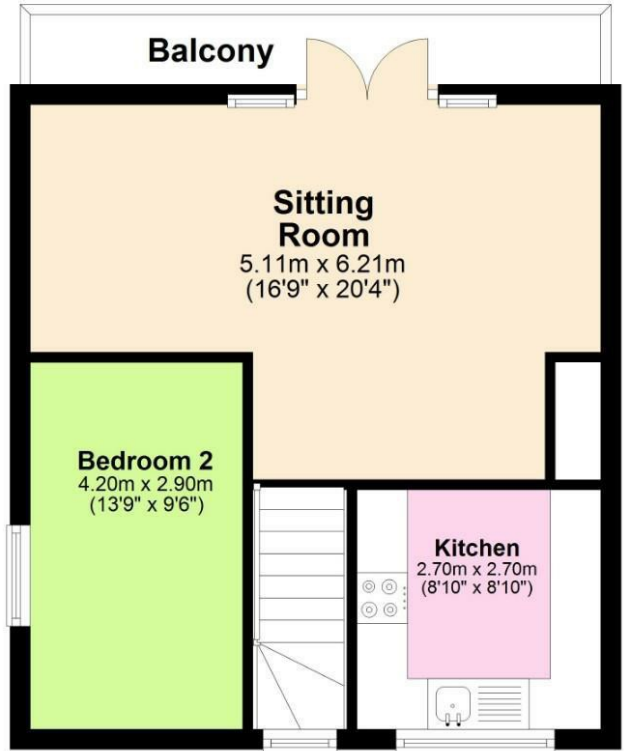 Balcony
Sitting
Room
5.11m x 6.21m
(16'9" x 20'4")
Bedroom 2
4.20m x 2.90m
(13'9" x 9'6")
Kitchen
2.70m x 2.70m
(8'10" x 8'10")